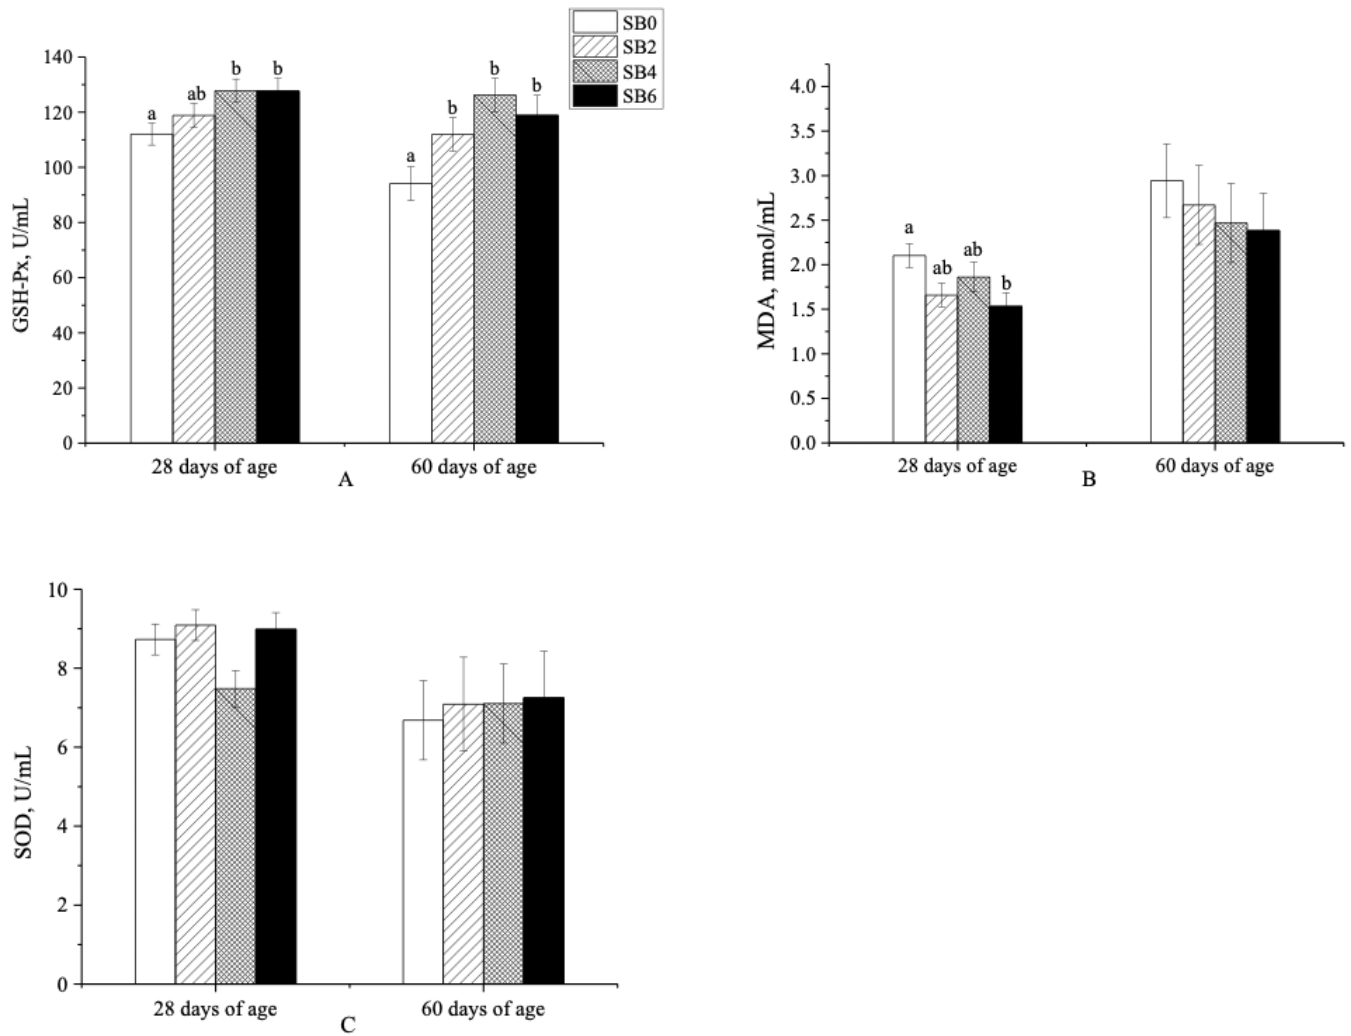 SB0
SB2
SB4
SB6
140
120
100
80
60
40
20
0
GSH-Px, U/mL
a
ab
b
b
a
b
b
b
28 days of age
60 days of age
A
4.0
3.5
3.0
2.5
2.0
1.5
1.0
0.5
0.0
MDA, nmol/mL
a
ab
ab
b
28 days of age
60 days of age
B
10
8
6
4
2
0
SOD, U/mL
28 days of age
60 days of age
C